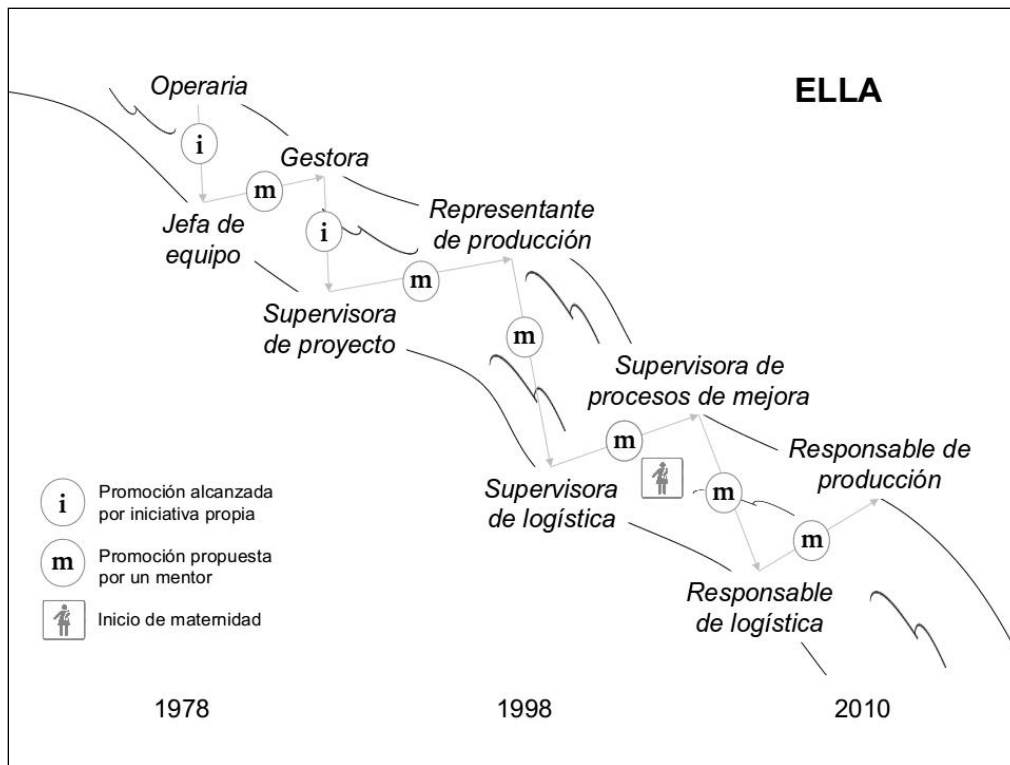 ELLA
Operaria
i
Gestora
m
Jefa de
equipo
i
Representante
de producción
m
Supervisora
de proyecto
m
Supervisora de
procesos de mejora
m
Responsable de
producción
Supervisora
de logística
m
m
Responsable
de logística
i
Promoción alcanzada
por iniciativa propia
m
Promoción propuesta
por un mentor
Inicio de maternidad
1978
1998
2010